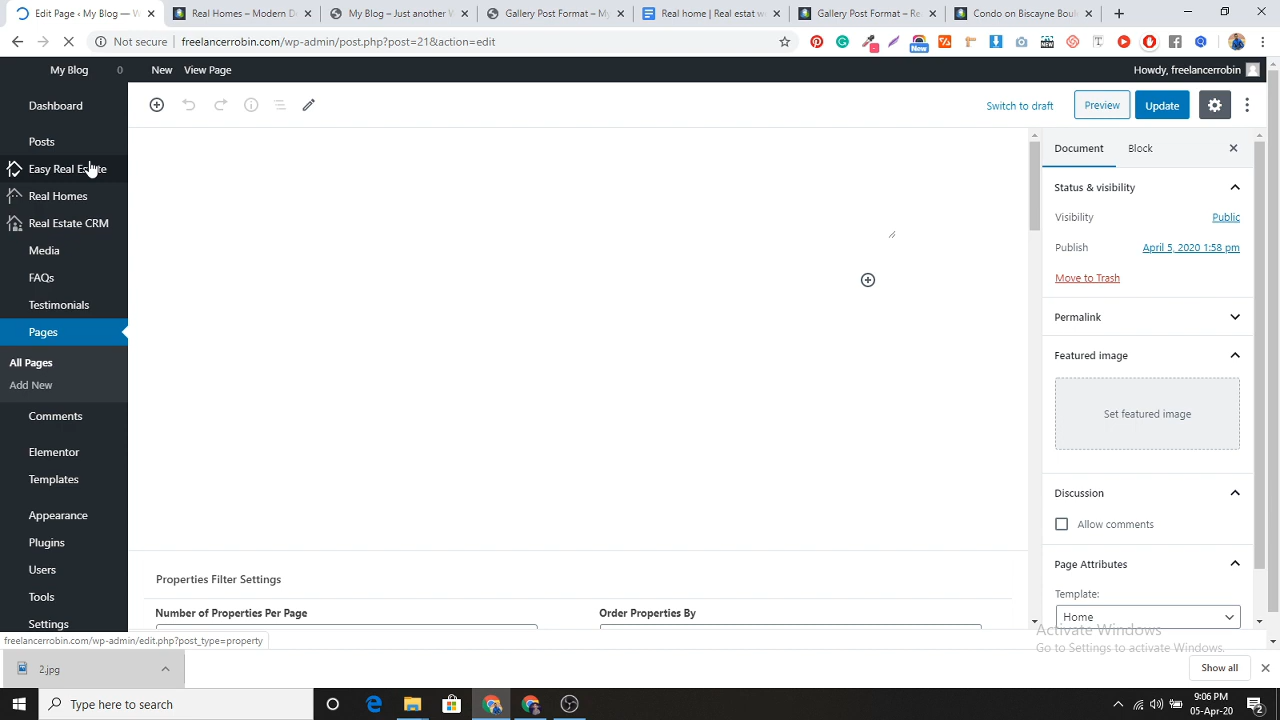 Edit Page ‹ My Blog — W
Real Homes – Modern D
My Blog – Just another W
Gallery Post Format – My
Real home | Real estat we
Gallery Post Format – Re
Condo on Biscayne Boul
Not secure | freelancerrobin.com/wp-admin/post.php?post=218&action=edit
New
NEW
My Blog 0 New View Page
Howdy, freelancerrobin
Dashboard
Posts
Easy Real Estate
Real Homes
Real Estate CRM
Media
FAQs
Testimonials
Pages
All Pages
Add New
Comments
Elementor
Templates
Appearance
Plugins
Users
Tools
Settings
Switch to draft
Preview
Update
Document
Block
Status & visibility
Visibility
Public
Publish
April 5, 2020 1:58 pm
Move to Trash
Permalink
Featured image
Set featured image
Discussion
Allow comments
Page Attributes
Template:
Home
Properties Filter Settings
Number of Properties Per Page
Order Properties By
Activate Windows
Go to Settings to activate Windows.
freelancerrobin.com/wp-admin/edit.php?post_type=property
2.jpg
Show all
Type here to search
9:06 PM
05-Apr-20